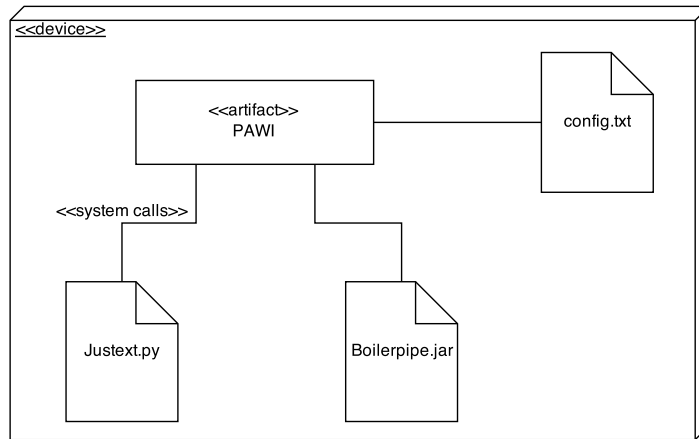 <<device>>
<<artifact>>
PAWI
config.txt
<<system calls>>
Justext.py
Boilerpipe.jar